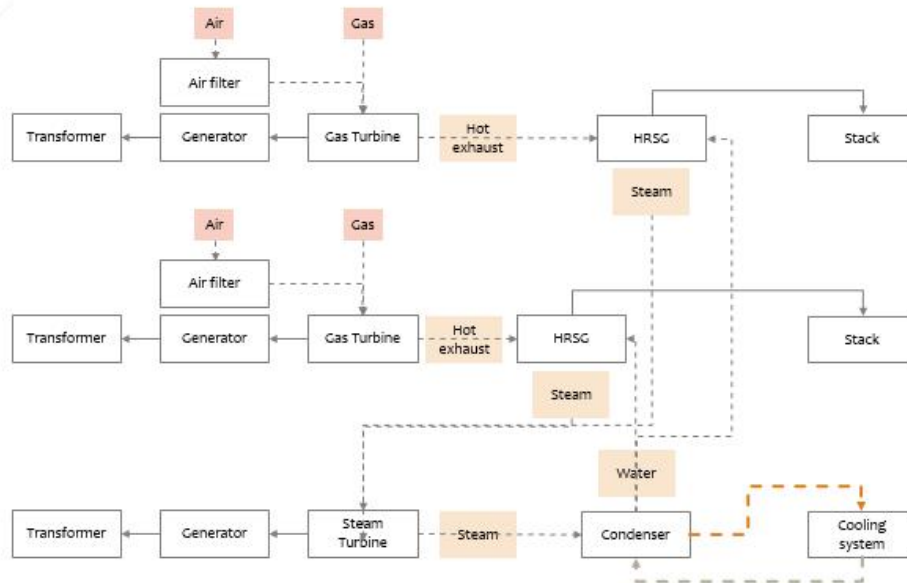 Air
Gas
Air filter
Transformer
Generator
Gas Turbine
Hot
exhaust
HRSG
Stack
Steam
Air
Gas
Air filter
Transformer
Generator
Gas Turbine
Hot
exhaust
HRSG
Stack
Steam
Water
Transformer
Generator
Steam
Turbine
Steam
Condenser
Cooling
system